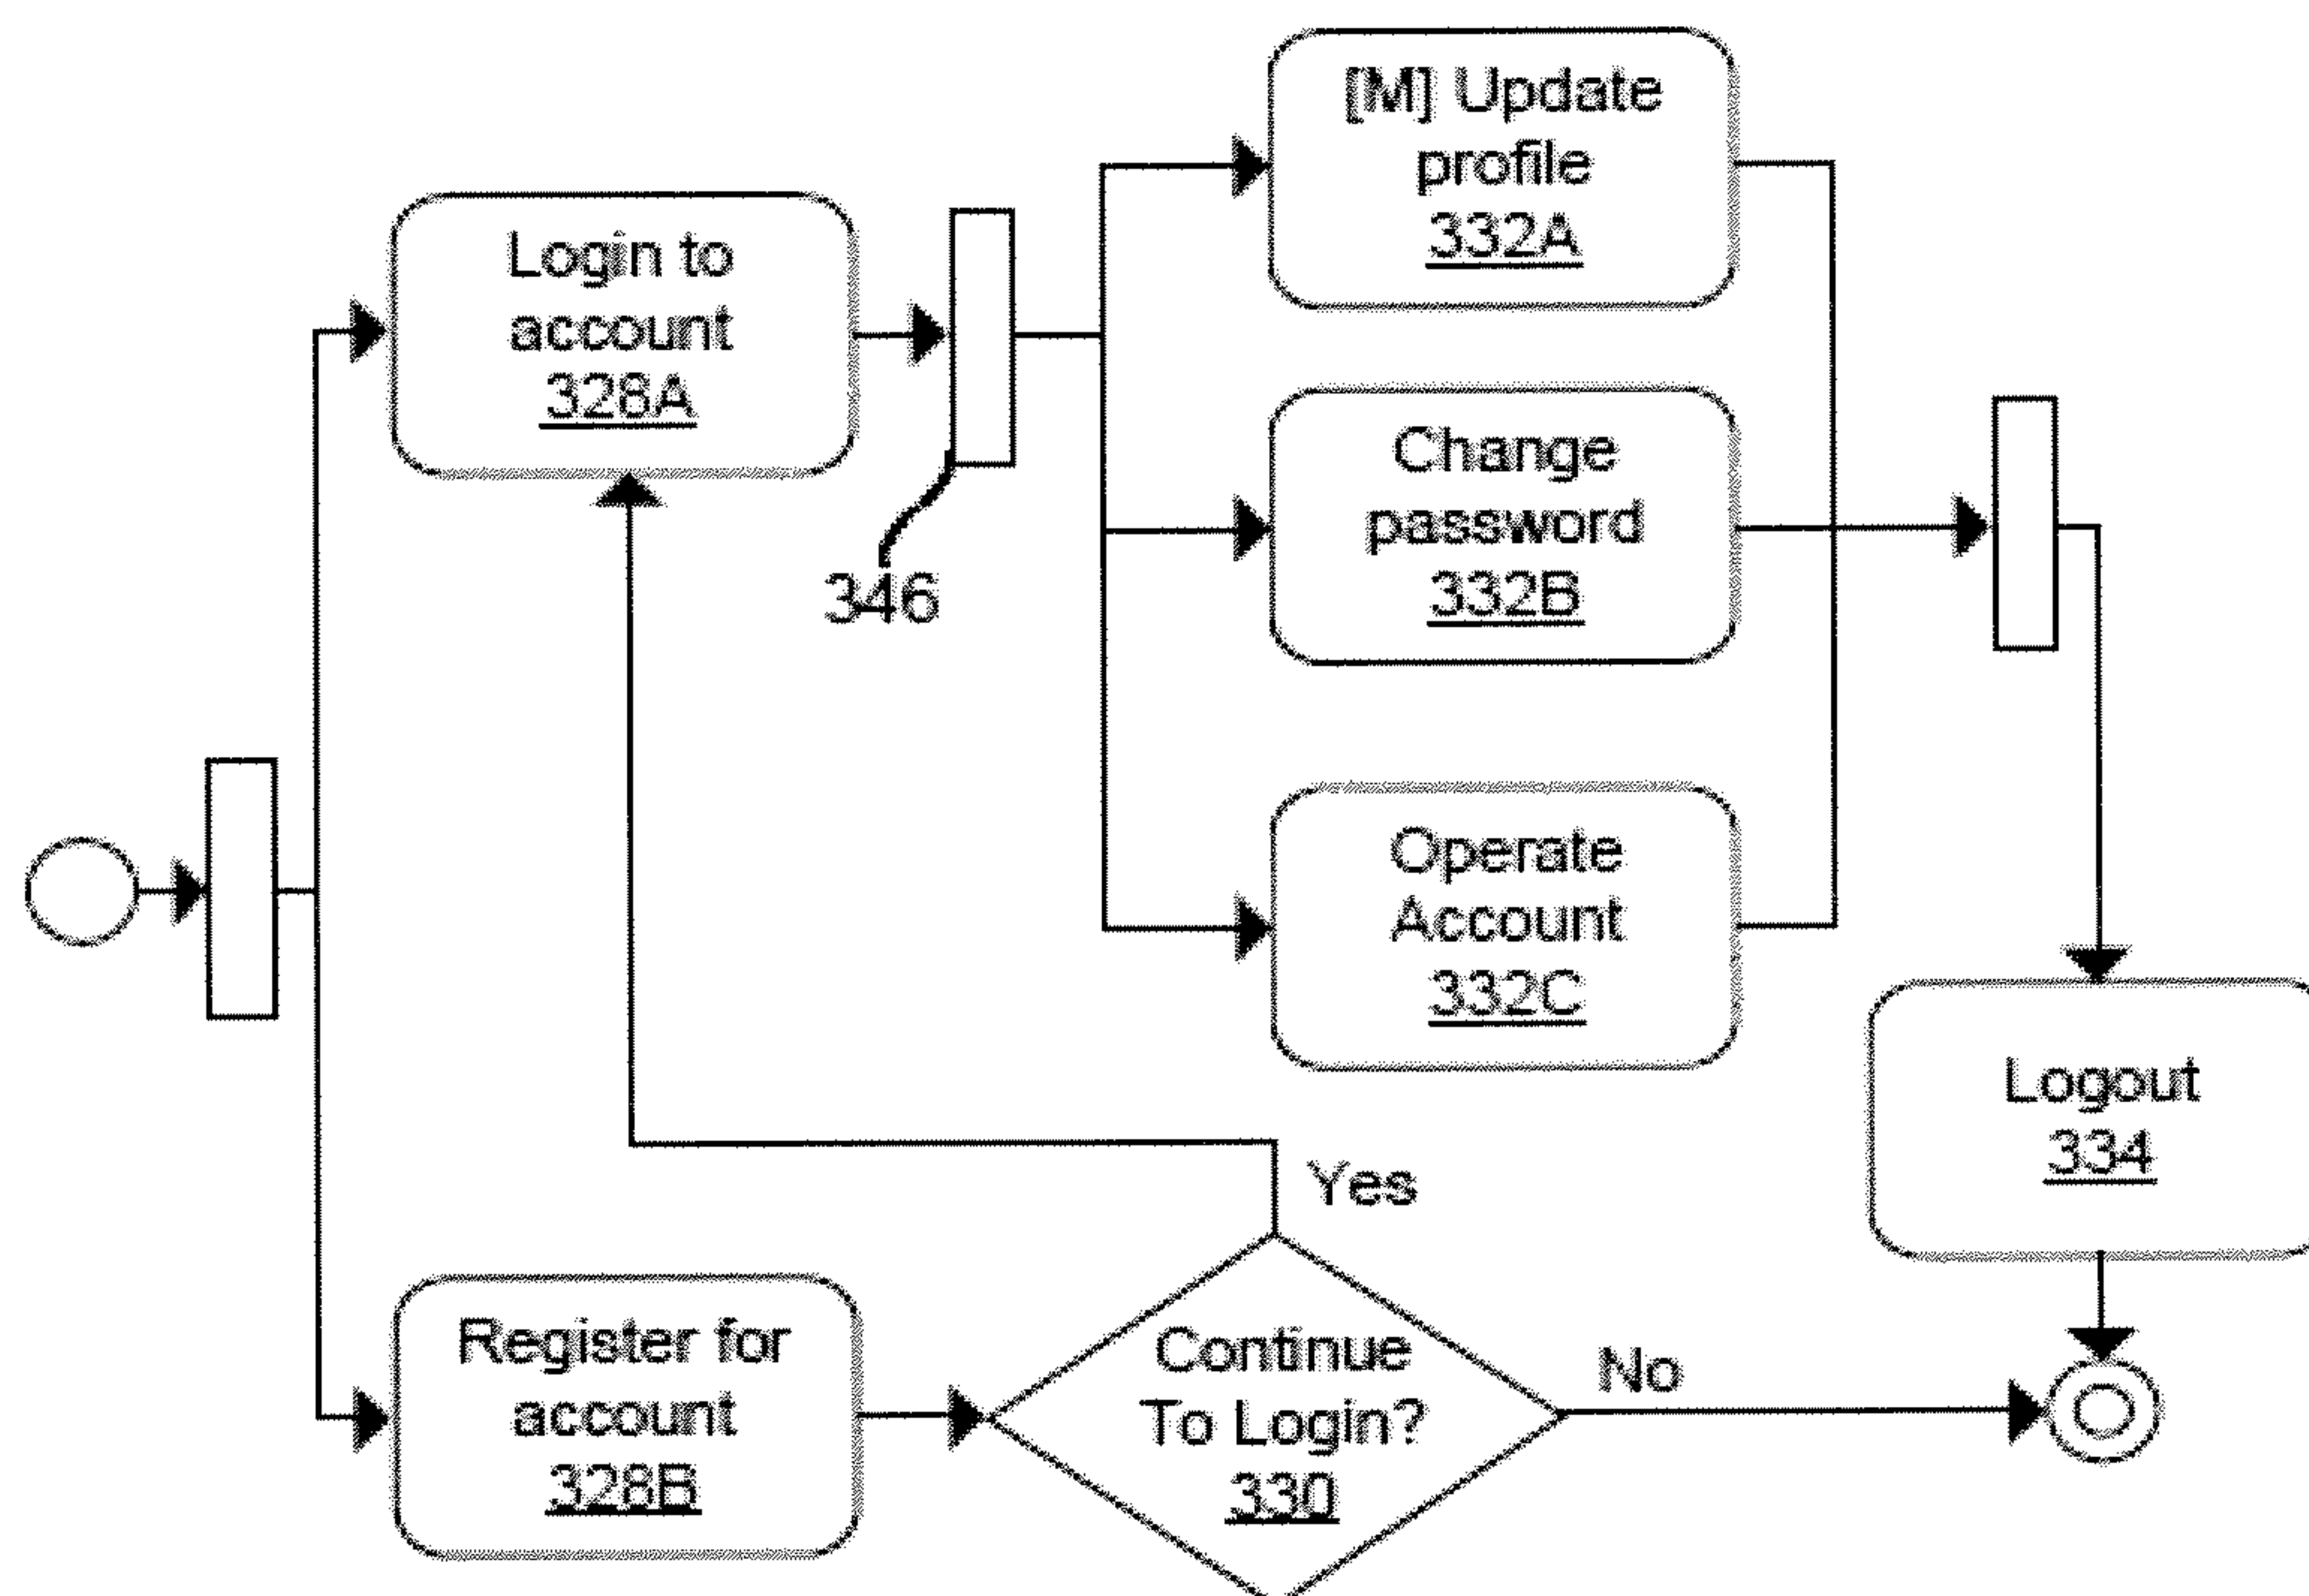 [M] Update
profile
332A
Login to
account
328A
346
Change
password
332B
Operate
Account
332C
Logout
334
Yes
Register for
account
328B
Continue
To Login?
330
No